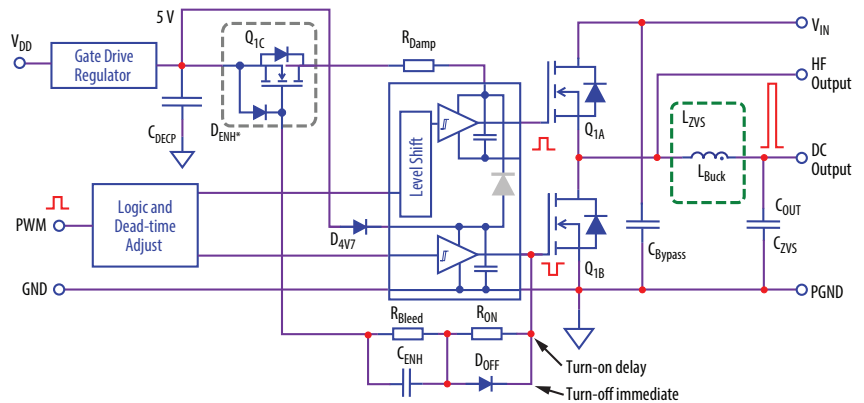 5 V
V_DD
Gate Drive
Regulator
Q_1C
R_Damp
V_IN
HF
Output
C_DECP
D_ENH*
Level Shift
Q_1A
L_ZVS
L_Buck
DC
Output
PWM
Logic and
Dead-time
Adjust
D_4V7
Q_1B
C_Bypass
C_OUT
C_ZVS
GND
PGND
R_Bleed
R_ON
C_ENH
D_OFF
Turn-on delay
Turn-off immediate